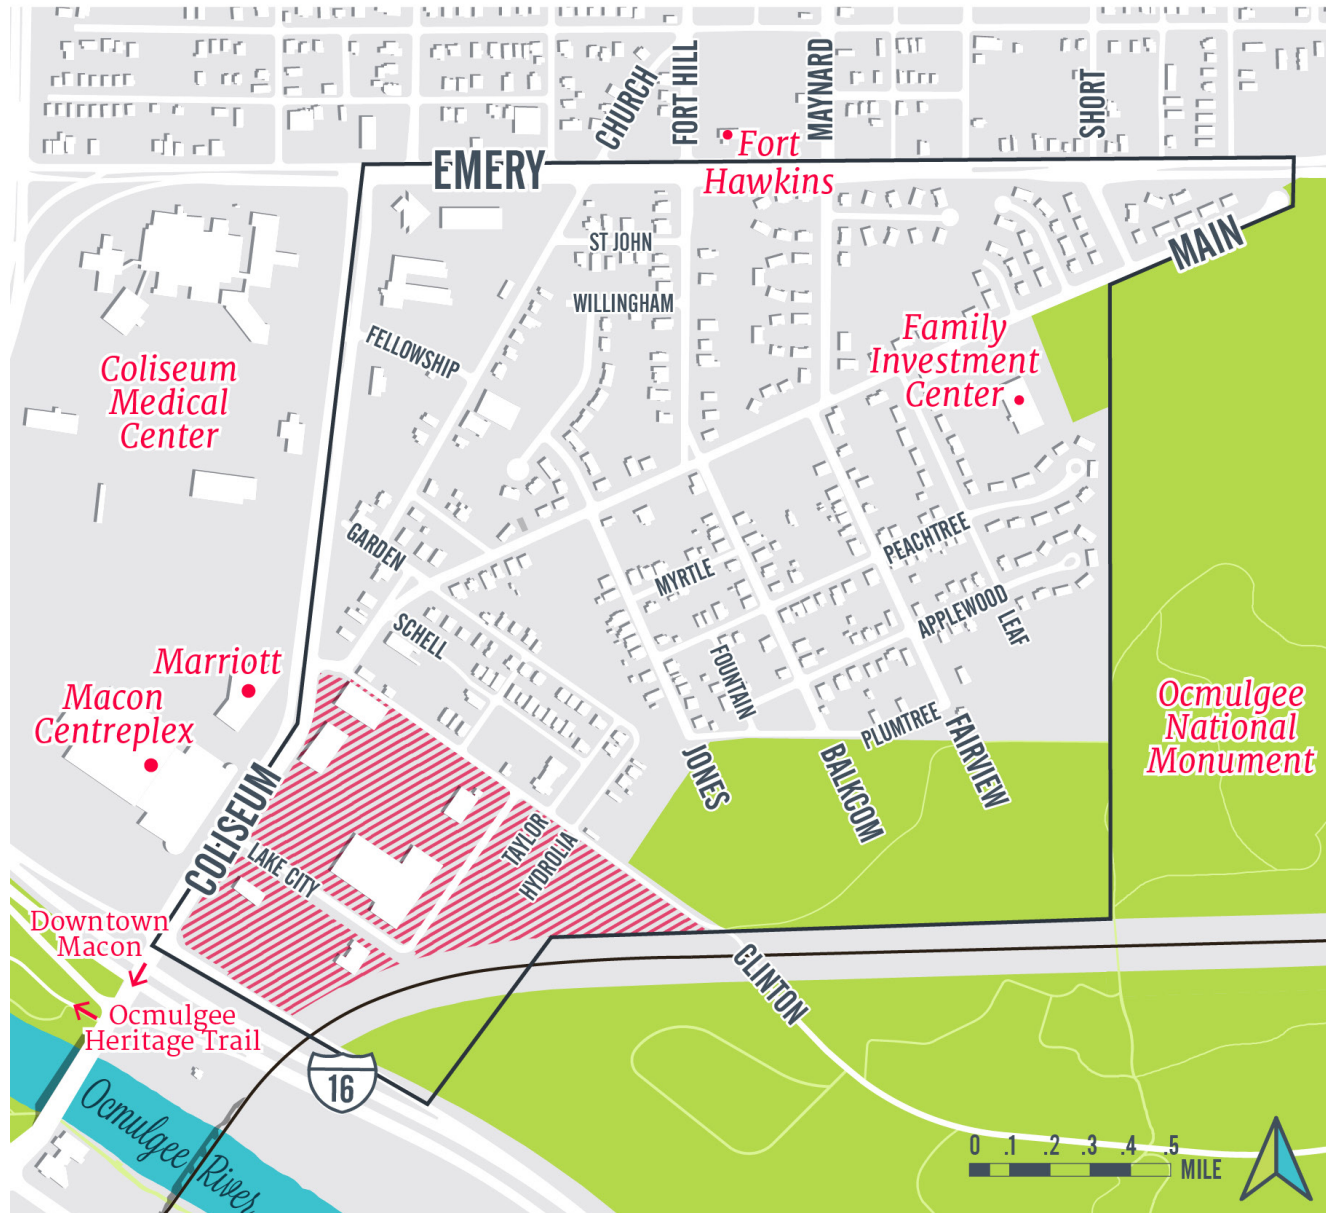 CHURCH
FORT HILL
MAYNARD
SHORT
EMERY
Fort
Hawkins
ST JOHN
MAIN
WILLINGHAM
FELLOWSHIP
Family
Investment
Center
Coliseum
Medical
Center
GARDEN
PEACHTREE
MYRTLE
APPLEWOOD
LEAF
SCHELL
FOUNTAIN
Marriott
Macon
Centreplex
Ocmulgee
National
Monument
PLUMTREE
FAIRVIEW
JONES
BALKCOM
COLISEUM
LAKE CITY
TAYLOR
HYDROLIA
Downtown
Macon
CLINTON
Ocmulgee
Heritage Trail
16
Ocmulgee River
0 .1 .2 .3 .4 .5
MILE